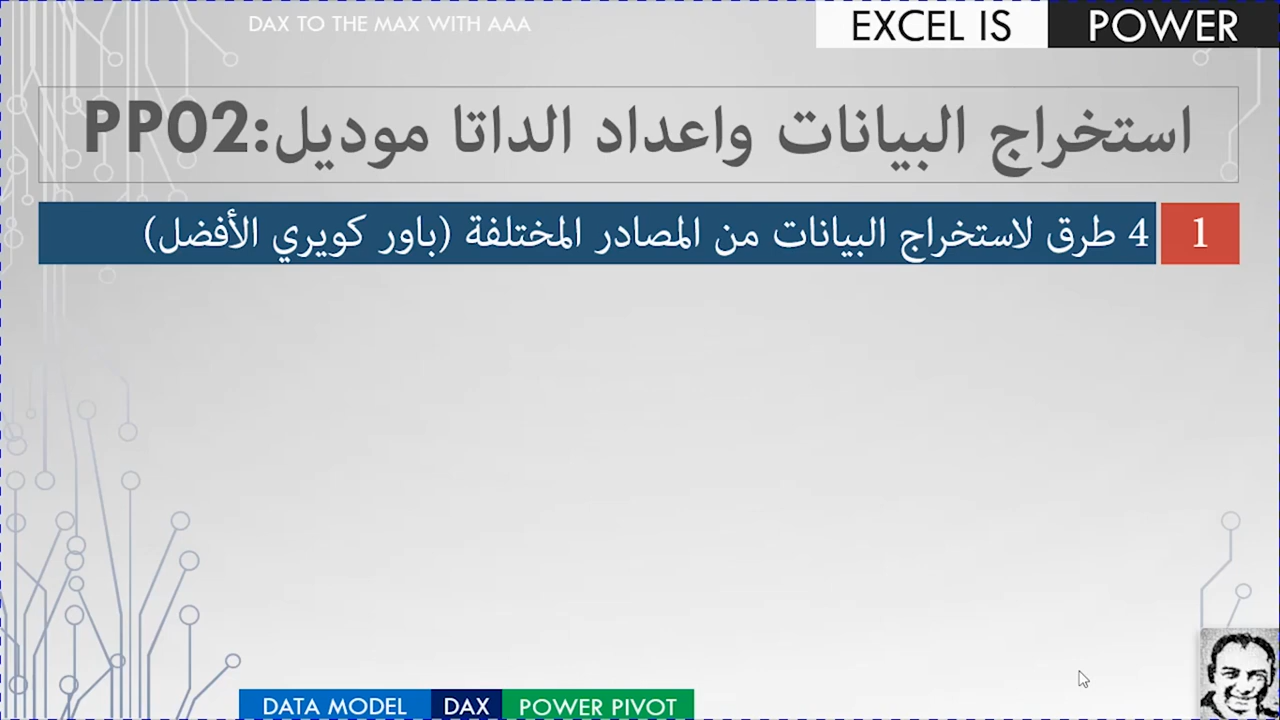 DAX TO THE MAX WITH AAA
EXCEL IS POWER
PP02:استخراج البيانات واعداد الداتا موديل
1 4 طرق لاستخراج البيانات من المصادر المختلفة (باور كويري الأفضل)
DATA MODEL DAX POWER PIVOT